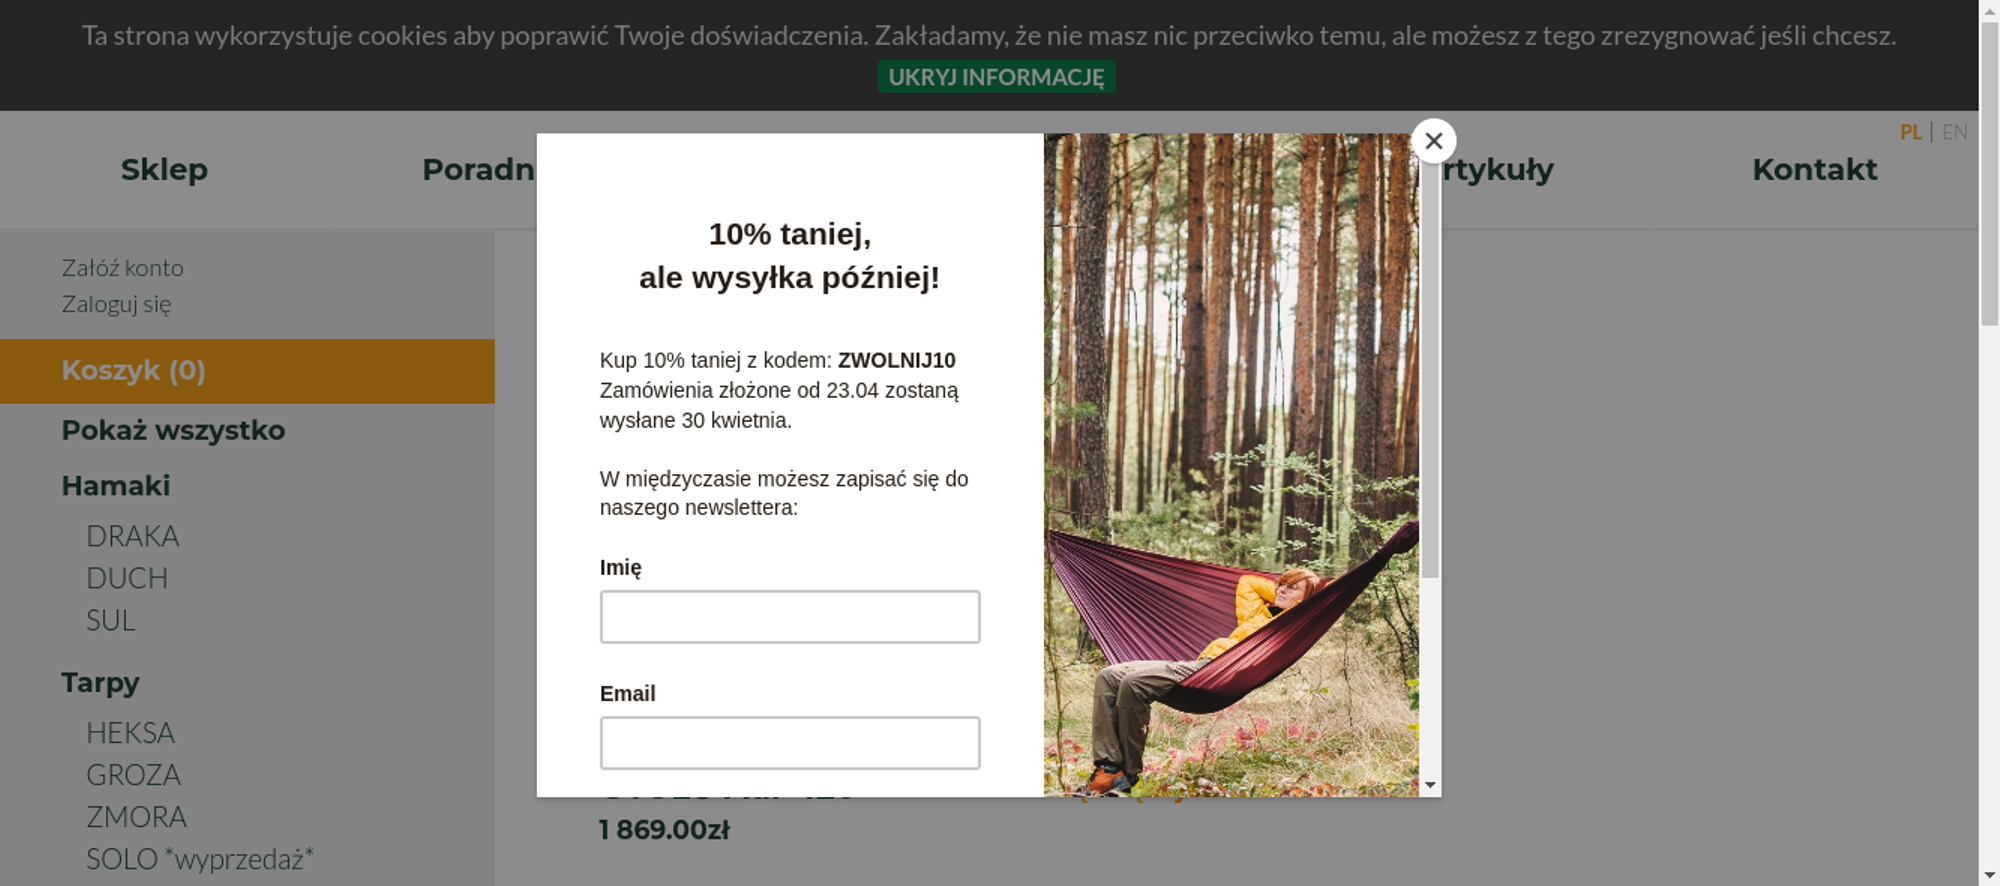 Ta strona wykorzystuje cookies aby poprawić Twoje doświadczenia. Zakładamy, że nie masz nic przeciwko temu, ale możesz z tego zrezygnować jeśli chcesz.
UKRYJ INFORMACJĘ
PL | EN
Sklep
Poradn
rtykuły
Kontakt
Załóż konto
Zaloguj się
Koszyk (0)
Pokaż wszystko
Hamaki
DRAKA
DUCH
SUL
Tarpy
HEKSA
GROZA
ZMORA
SOLO *wyprzedaż*
10% taniej,
ale wysyłka później!
Kup 10% taniej z kodem: ZWOLNIJ10
Zamówienia złożone od 23.04 zostaną
wysłane 30 kwietnia.
W międzyczasie możesz zapisać się do
naszego newslettera:
Imię
Email
1 869.00zł